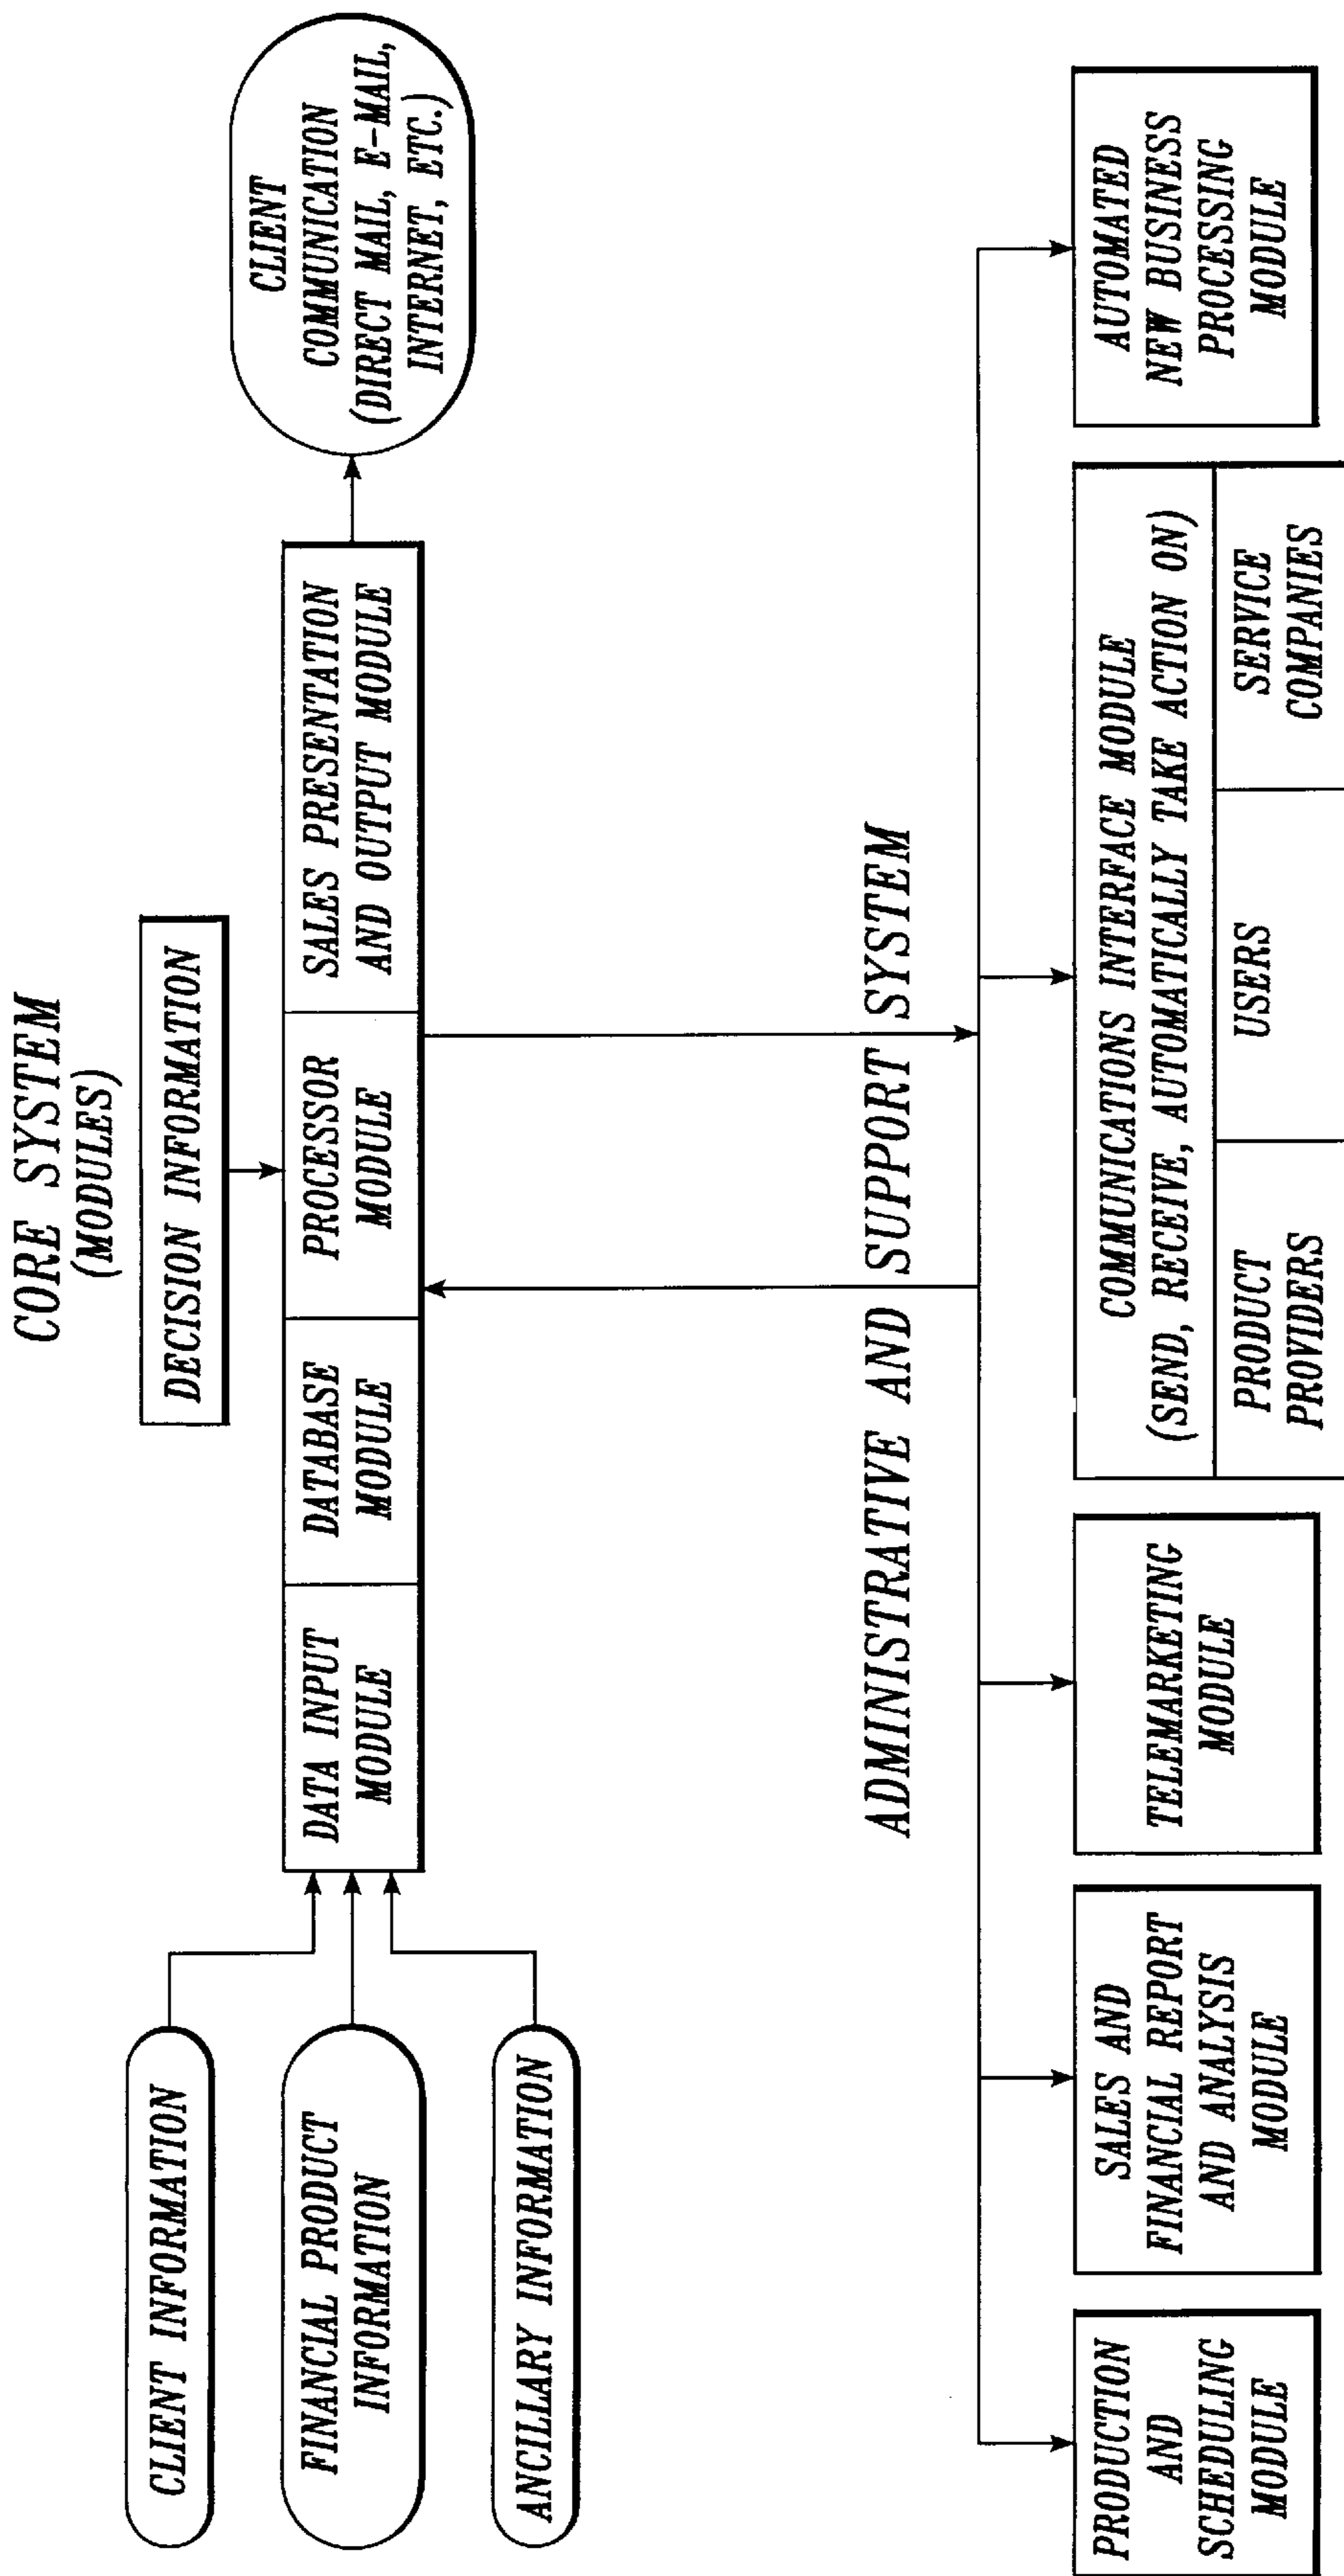 CORE SYSTEM
(MODULES)
DECISION INFORMATION
CLIENT INFORMATION
FINANCIAL PRODUCT
INFORMATION
ANCILLARY INFORMATION
DATA INPUT
MODULE
DATABASE
MODULE
PROCESSOR
MODULE
SALES PRESENTATION
AND OUTPUT MODULE
CLIENT
COMMUNICATION
(DIRECT MAIL, E-MAIL,
INTERNET, ETC.)
ADMINISTRATIVE AND SUPPORT SYSTEM
PRODUCTION
AND
SCHEDULING
MODULE
SALES AND
FINANCIAL REPORT
AND ANALYSIS
MODULE
TELEMARKETING
MODULE
COMMUNICATIONS INTERFACE MODULE
(SEND, RECEIVE, AUTOMATICALLY TAKE ACTION ON)
PRODUCT
PROVIDERS
USERS
SERVICE
COMPANIES
AUTOMATED
NEW BUSINESS
PROCESSING
MODULE